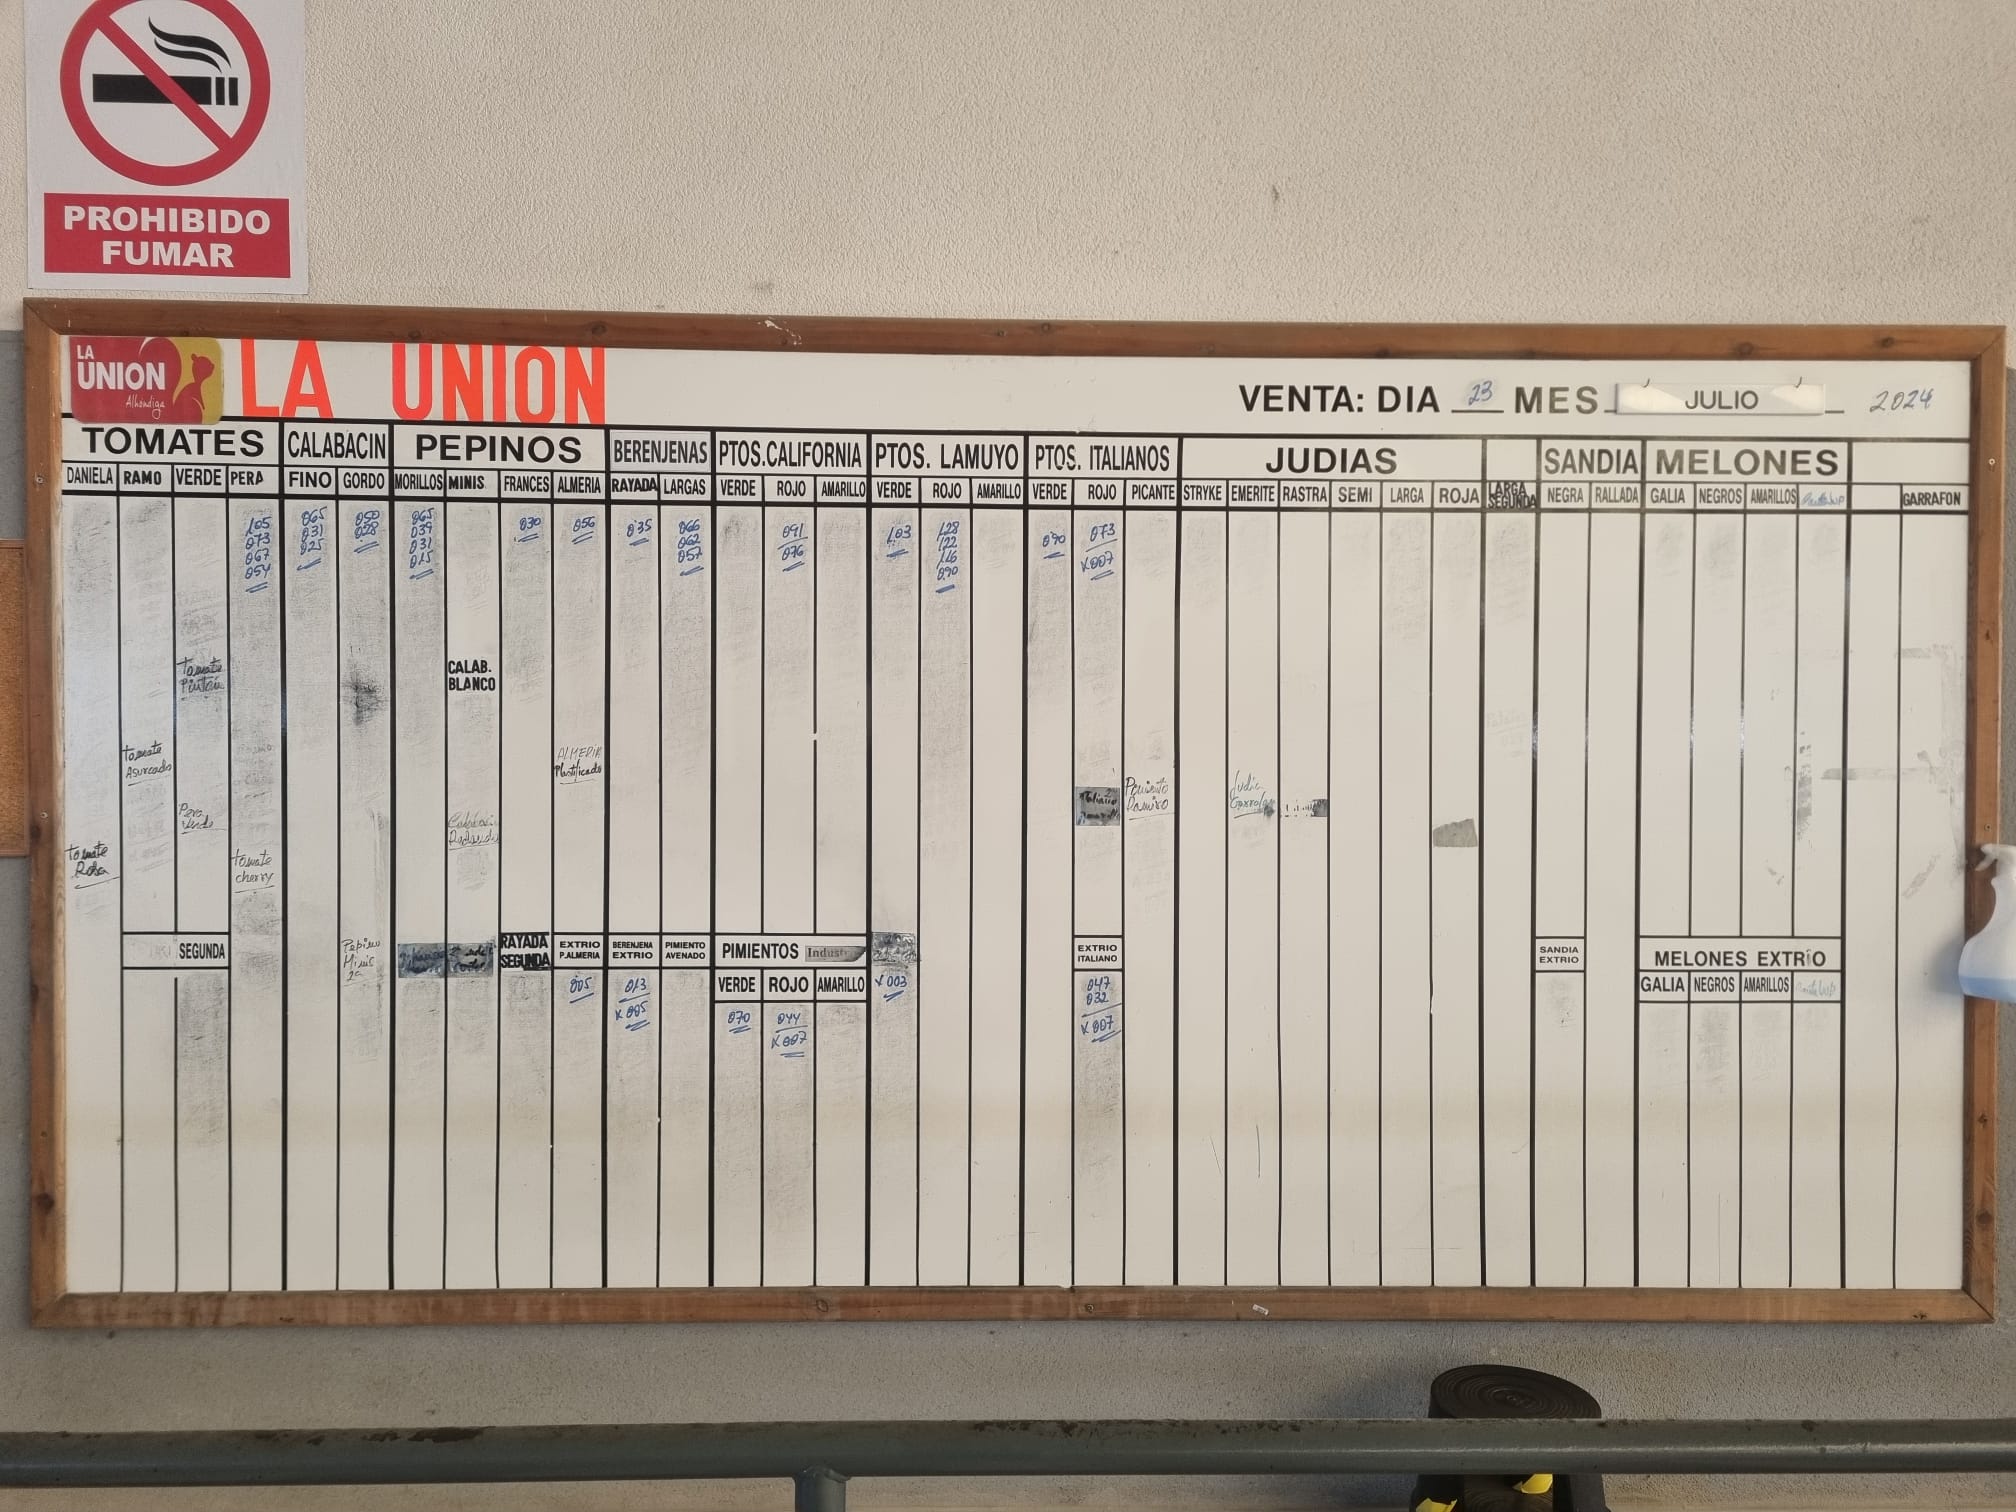 PROHIBIDO
FUMAR
LA
UNION
Alhóndiga
LA UNION
VENTA: DIA 23 MES JULIO 2024
TOMATES CALABACIN PEPINOS BERENJENAS PTOS.CALIFORNIA PTOS. LAMUYO PTOS. ITALIANOS JUDIAS SANDIA MELONES
DANIELA RAMO VERDE PERA FINO GORDO MORILLOS MINIS FRANCES ALMERIA RAYADA LARGAS VERDE ROJO AMARILLO VERDE ROJO AMARILLO VERDE ROJO PICANTE STRYKE EMERITE RASTRA SEMI LARGA ROJA LARGA SEGUNDA NEGRA RALLADA GALIA NEGROS AMARILLOS GARRAFON
105 065 050 065 030 056 035 066 091 103 128 090 073
073 031 028 039 062 076 122 x007
067 025 031 057 116
054 015 090
Tomate
Pintón
CALAB.
BLANCO
Tomate
Asurcado
ALMERIA
Plastificado
Pera
Verde
Pimiento
Ramiro
Judia
Tomate
Rosa
Tomate
cherry
SEGUNDA
Pepino
Minis
2ª
RAYADA
SEGUNDA
EXTRIO
P.ALMERIA
BERENJENA
EXTRIO
PIMIENTO
AVENADO
PIMIENTOS
EXTRIO
ITALIANO
SANDIA
EXTRIO
MELONES EXTRIO
VERDE ROJO AMARILLO GALIA NEGROS AMARILLOS
005 013 x003 047
x005 070 044 032
x007 x007